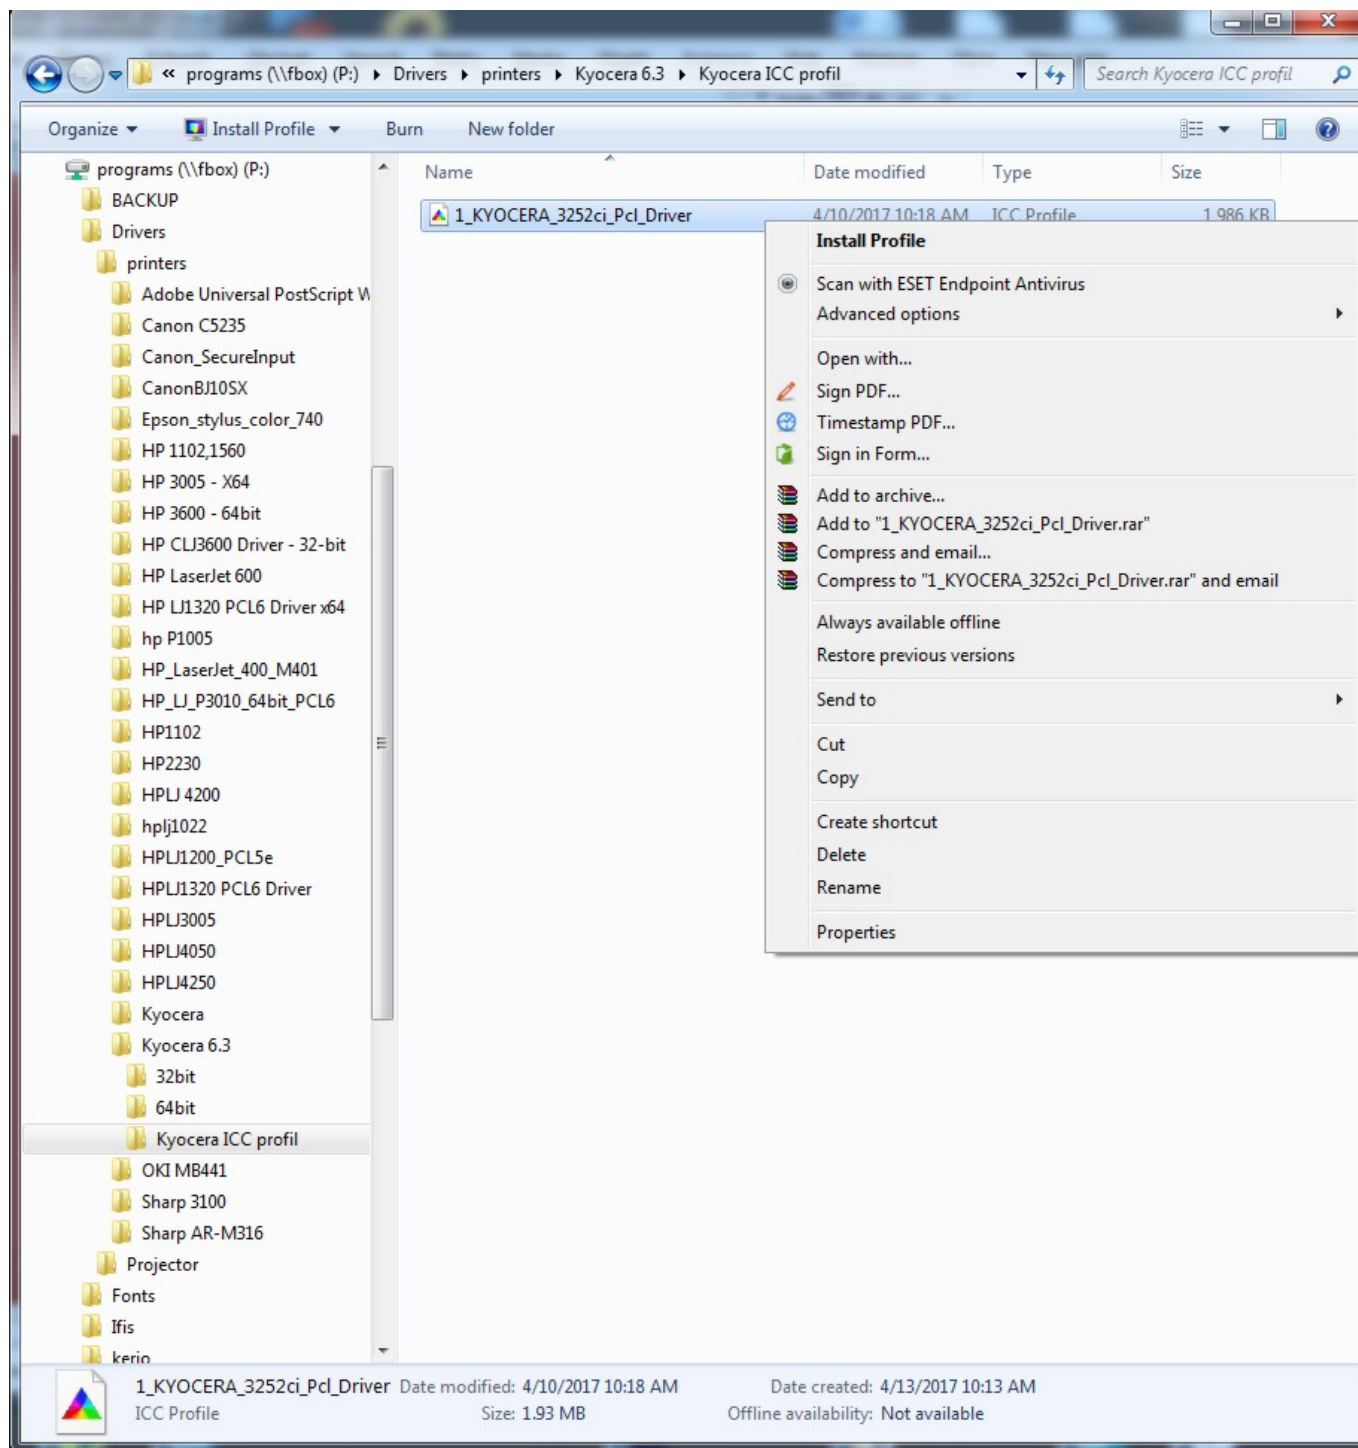 « programs (\\fbox) (P:) ▸ Drivers ▸ printers ▸ Kyocera 6.3 ▸ Kyocera ICC profil
Search Kyocera ICC profil
Organize Install Profile Burn New folder
Name Date modified Type Size
1_KYOCERA_3252ci_Pcl_Driver 4/10/2017 10:18 AM ICC Profile 1 986 KB
programs (\\fbox) (P:)
BACKUP
Drivers
printers
Adobe Universal PostScript W
Canon C5235
Canon_SecureInput
CanonBJ10SX
Epson_stylus_color_740
HP 1102,1560
HP 3005 - X64
HP 3600 - 64bit
HP CLJ3600 Driver - 32-bit
HP LaserJet 600
HP LJ1320 PCL6 Driver x64
hp P1005
HP_LaserJet_400_M401
HP_LJ_P3010_64bit_PCL6
HP1102
HP2230
HPLJ 4200
hplj1022
HPLJ1200_PCL5e
HPLJ1320 PCL6 Driver
HPLJ3005
HPLJ4050
HPLJ4250
Kyocera
Kyocera 6.3
32bit
64bit
Kyocera ICC profil
OKI MB441
Sharp 3100
Sharp AR-M316
Projector
Fonts
Ifis
kerio
Install Profile
Scan with ESET Endpoint Antivirus
Advanced options
Open with...
Sign PDF...
Timestamp PDF...
Sign in Form...
Add to archive...
Add to "1_KYOCERA_3252ci_Pcl_Driver.rar"
Compress and email...
Compress to "1_KYOCERA_3252ci_Pcl_Driver.rar" and email
Always available offline
Restore previous versions
Send to
Cut
Copy
Create shortcut
Delete
Rename
Properties
1_KYOCERA_3252ci_Pcl_Driver Date modified: 4/10/2017 10:18 AM Date created: 4/13/2017 10:13 AM
ICC Profile Size: 1.93 MB Offline availability: Not available